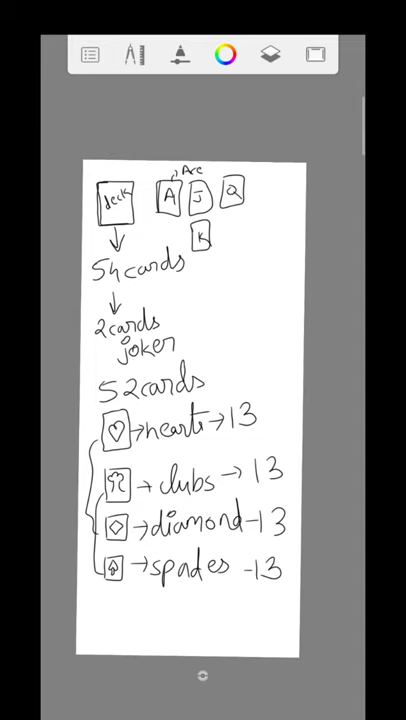 Ace
deck A J Q
K
54 cards
2 cards
joker
52 cards
hearts 13
clubs 13
diamond -13
spades -13